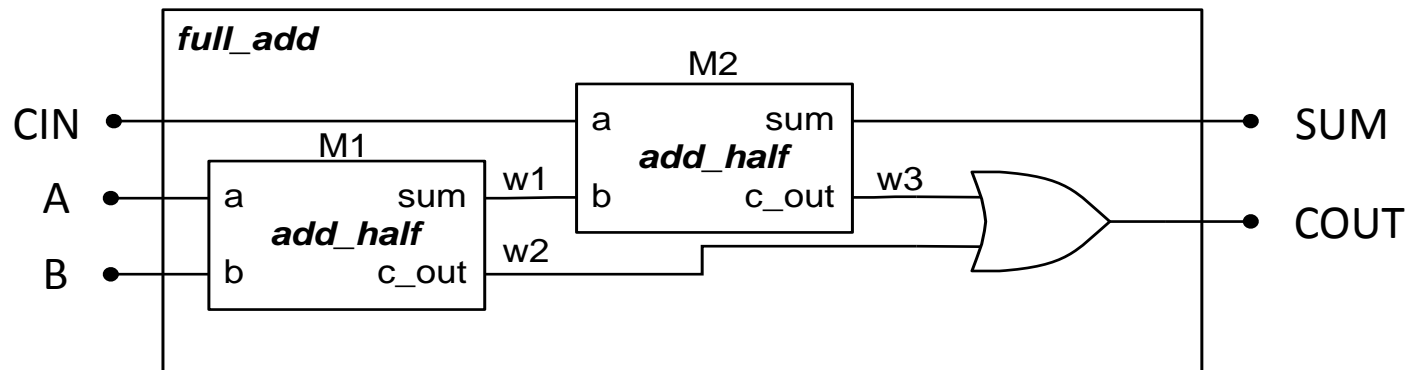 full_add
M2
CIN
a
sum
SUM
add_half
M1
A
a
sum
w1
b
c_out
w3
add_half
COUT
B
b
c_out
w2